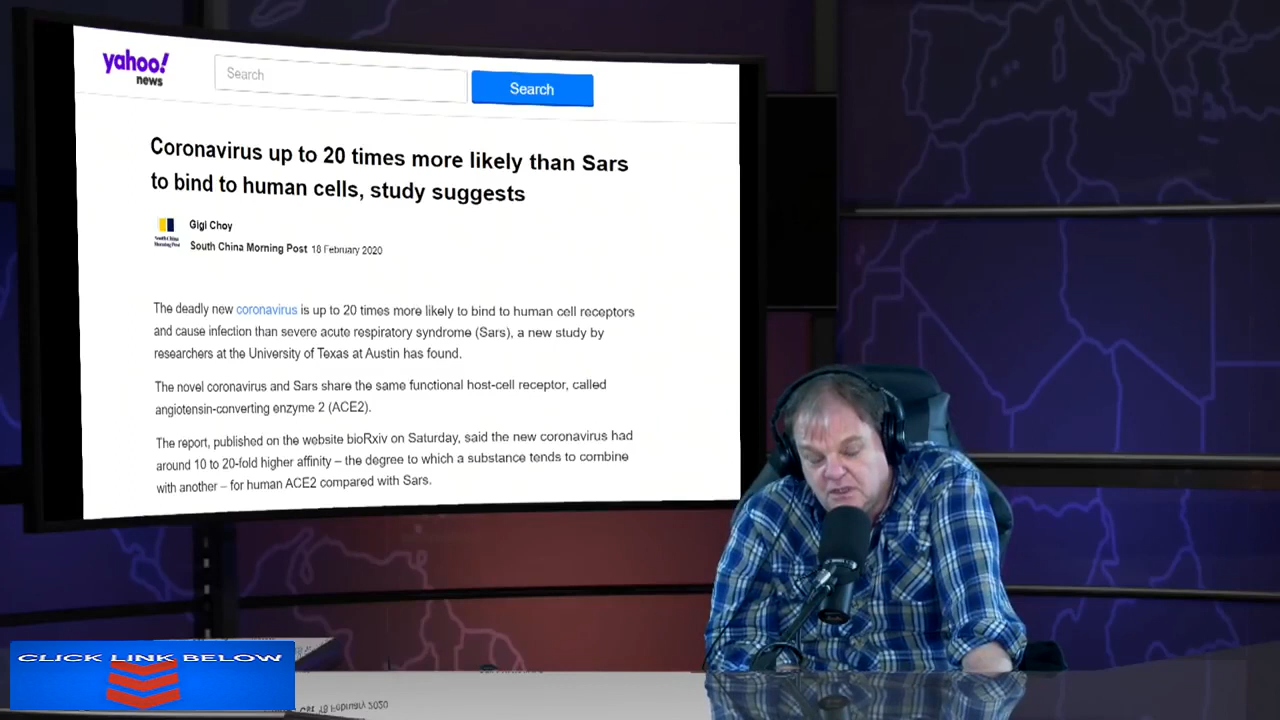 yahoo!
news
Search
Search
Coronavirus up to 20 times more likely than Sars
to bind to human cells, study suggests
Gigi Choy
South China Morning Post 18 February 2020
The deadly new coronavirus is up to 20 times more likely to bind to human cell receptors
and cause infection than severe acute respiratory syndrome (Sars), a new study by
researchers at the University of Texas at Austin has found.
The novel coronavirus and Sars share the same functional host-cell receptor, called
angiotensin-converting enzyme 2 (ACE2).
The report, published on the website bioRxiv on Saturday, said the new coronavirus had
around 10 to 20-fold higher affinity – the degree to which a substance tends to combine
with another – for human ACE2 compared with Sars.
CLICK LINK BELOW